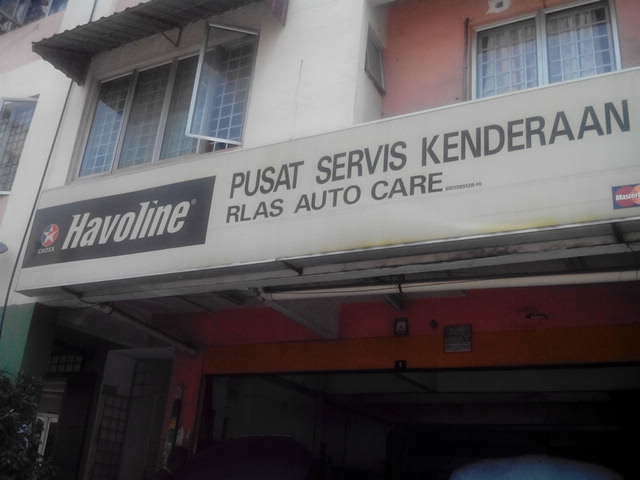 Havoline
PUSAT SERVIS KENDERAAN
RLAS AUTO CARE